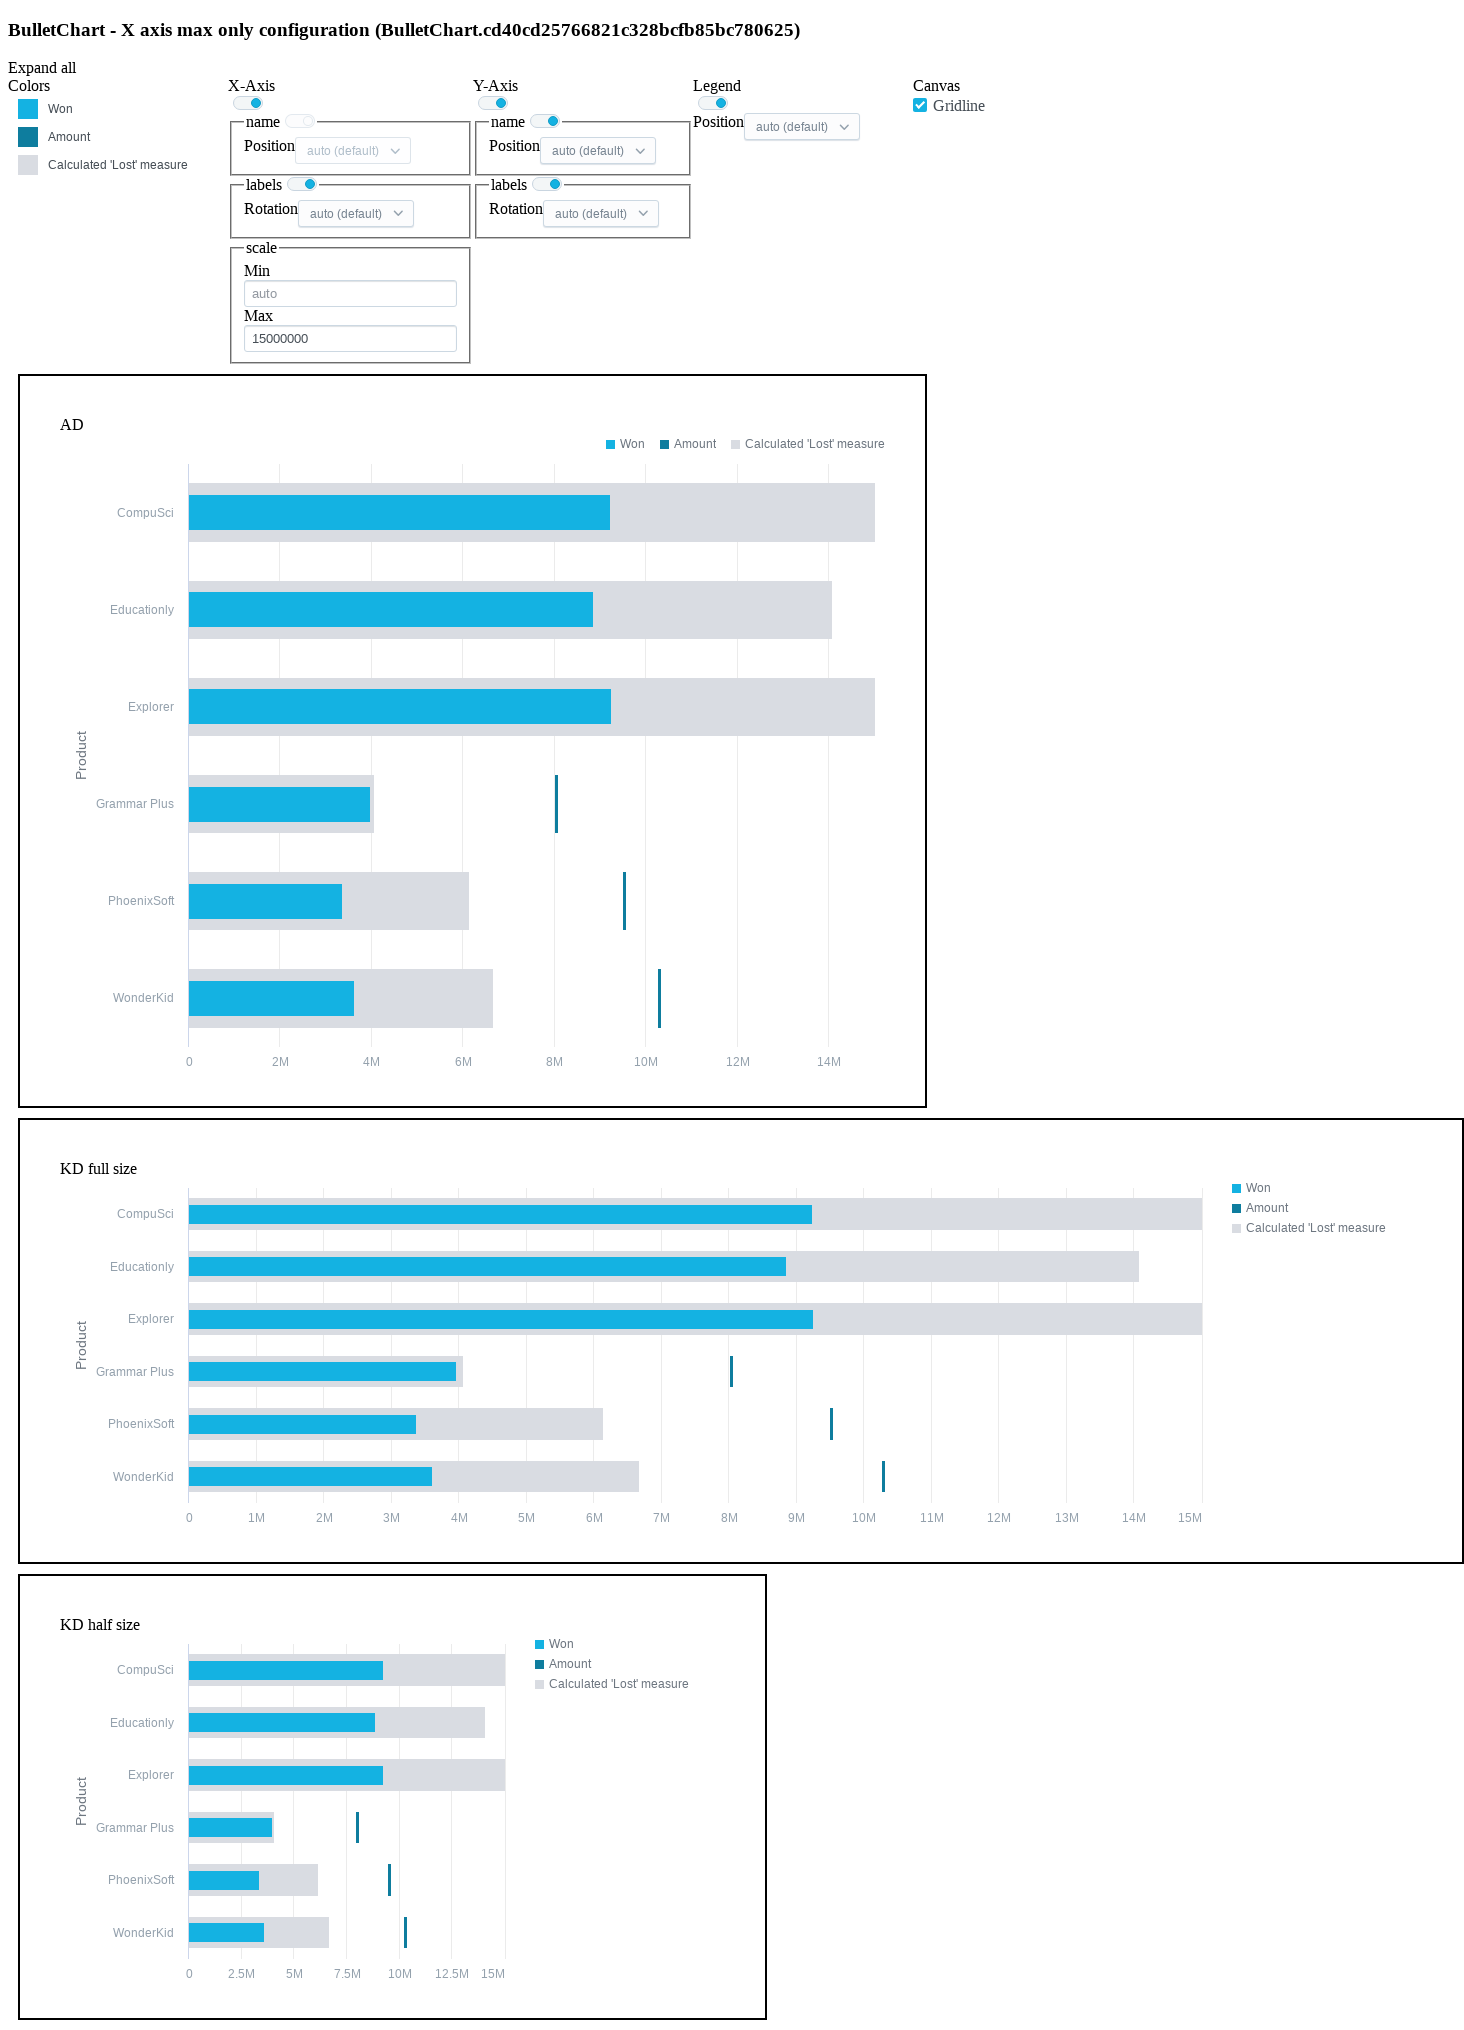 BulletChart - X axis max only configuration (BulletChart.cd40cd25766821c328bcfb85bc780625)
Expand all
Colors
Won
Amount
Calculated 'Lost' measure
X-Axis
name
Position auto (default)
labels
Rotation auto (default)
scale
Min
auto
Max
15000000
Y-Axis
name
Position auto (default)
labels
Rotation auto (default)
Legend
Position auto (default)
Canvas
Gridline
AD
Won Amount Calculated 'Lost' measure
Product
CompuSci
Educationly
Explorer
Grammar Plus
PhoenixSoft
WonderKid
0 2M 4M 6M 8M 10M 12M 14M
KD full size
Won
Amount
Calculated 'Lost' measure
Product
CompuSci
Educationly
Explorer
Grammar Plus
PhoenixSoft
WonderKid
0 1M 2M 3M 4M 5M 6M 7M 8M 9M 10M 11M 12M 13M 14M 15M
KD half size
Won
Amount
Calculated 'Lost' measure
Product
CompuSci
Educationly
Explorer
Grammar Plus
PhoenixSoft
WonderKid
0 2.5M 5M 7.5M 10M 12.5M 15M